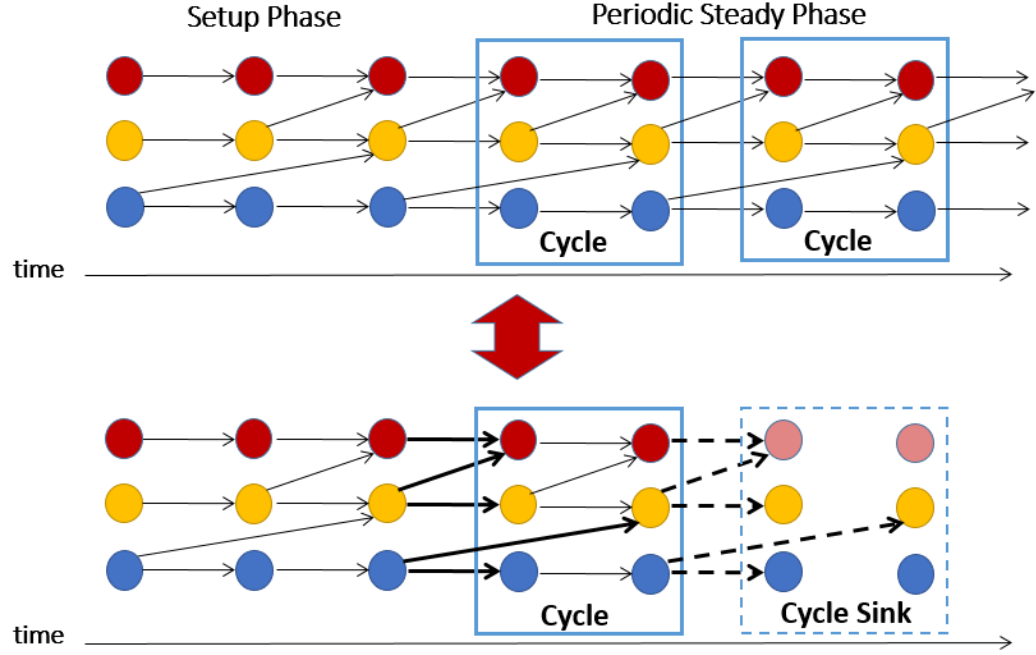 Setup Phase
Periodic Steady Phase
Cycle
Cycle
time
Cycle
Cycle Sink
time